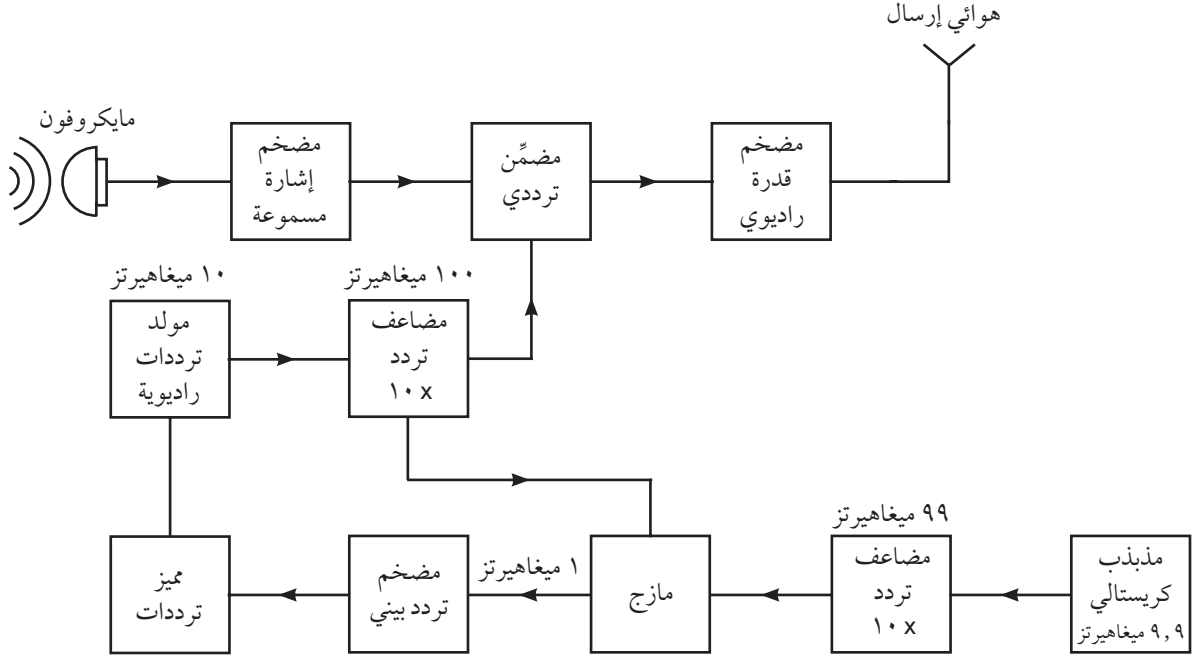 هوائي إرسال
مايكروفون
مضخم
إشارة
مسموعة
مضمِّن
ترددي
مضخم
قدرة
راديوي
١٠ ميغاهيرتز
مولد
ترددات
راديوية
١٠٠ ميغاهيرتز
مضاعف
تردد
١٠ x
مميز
ترددات
مضخم
تردد بيني
١ ميغاهيرتز
مازج
٩٩ ميغاهيرتز
مضاعف
تردد
١٠ x
مذبذب
كريستالي
٩,٩ ميغاهيرتز